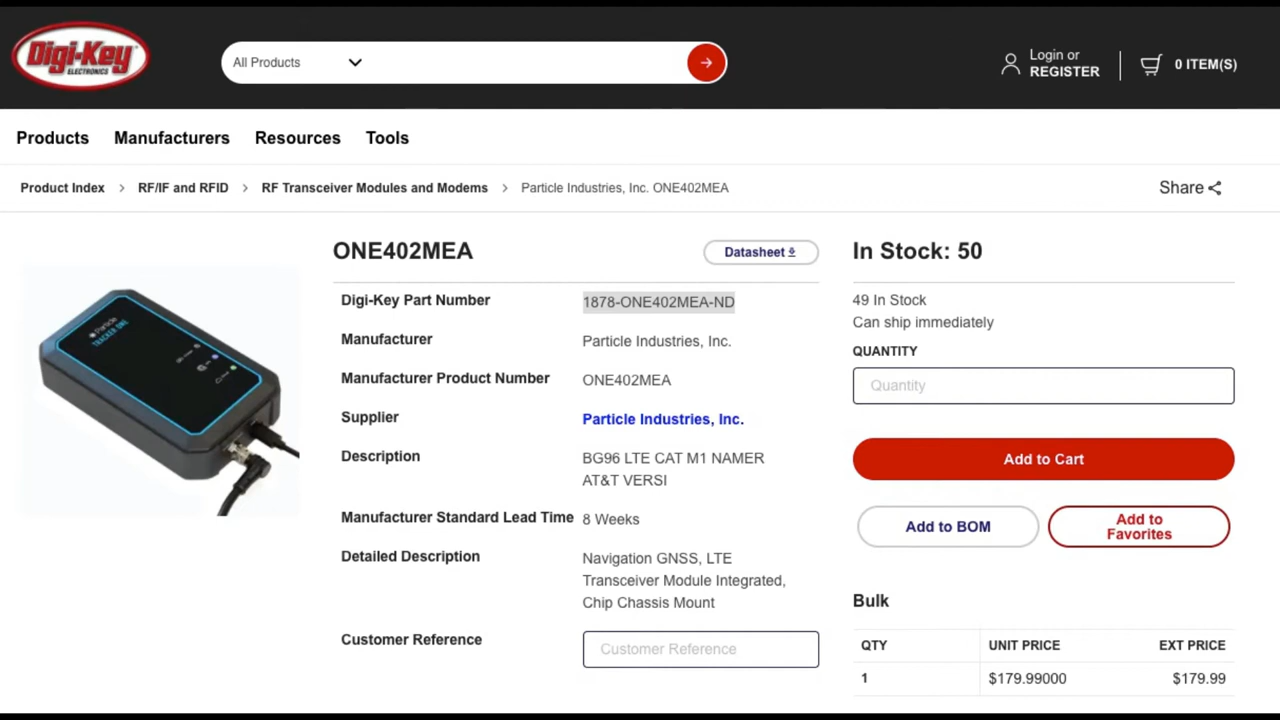 Digi-Key
ELECTRONICS
All Products
Login or
REGISTER
0 ITEM(S)
Products Manufacturers Resources Tools
Product Index > RF/IF and RFID > RF Transceiver Modules and Modems > Particle Industries, Inc. ONE402MEA
Share
ONE402MEA
Datasheet
In Stock: 50
Digi-Key Part Number 1878-ONE402MEA-ND
49 In Stock
Can ship immediately
Manufacturer Particle Industries, Inc.
QUANTITY
Quantity
Manufacturer Product Number ONE402MEA
Supplier Particle Industries, Inc.
Description BG96 LTE CAT M1 NAMER
AT&T VERSI
Add to Cart
Manufacturer Standard Lead Time 8 Weeks
Add to BOM
Add to
Favorites
Detailed Description Navigation GNSS, LTE
Transceiver Module Integrated,
Chip Chassis Mount
Customer Reference
Customer Reference
Bulk
QTY UNIT PRICE EXT PRICE
1 $179.99000 $179.99
Particle
TRACKER ONE